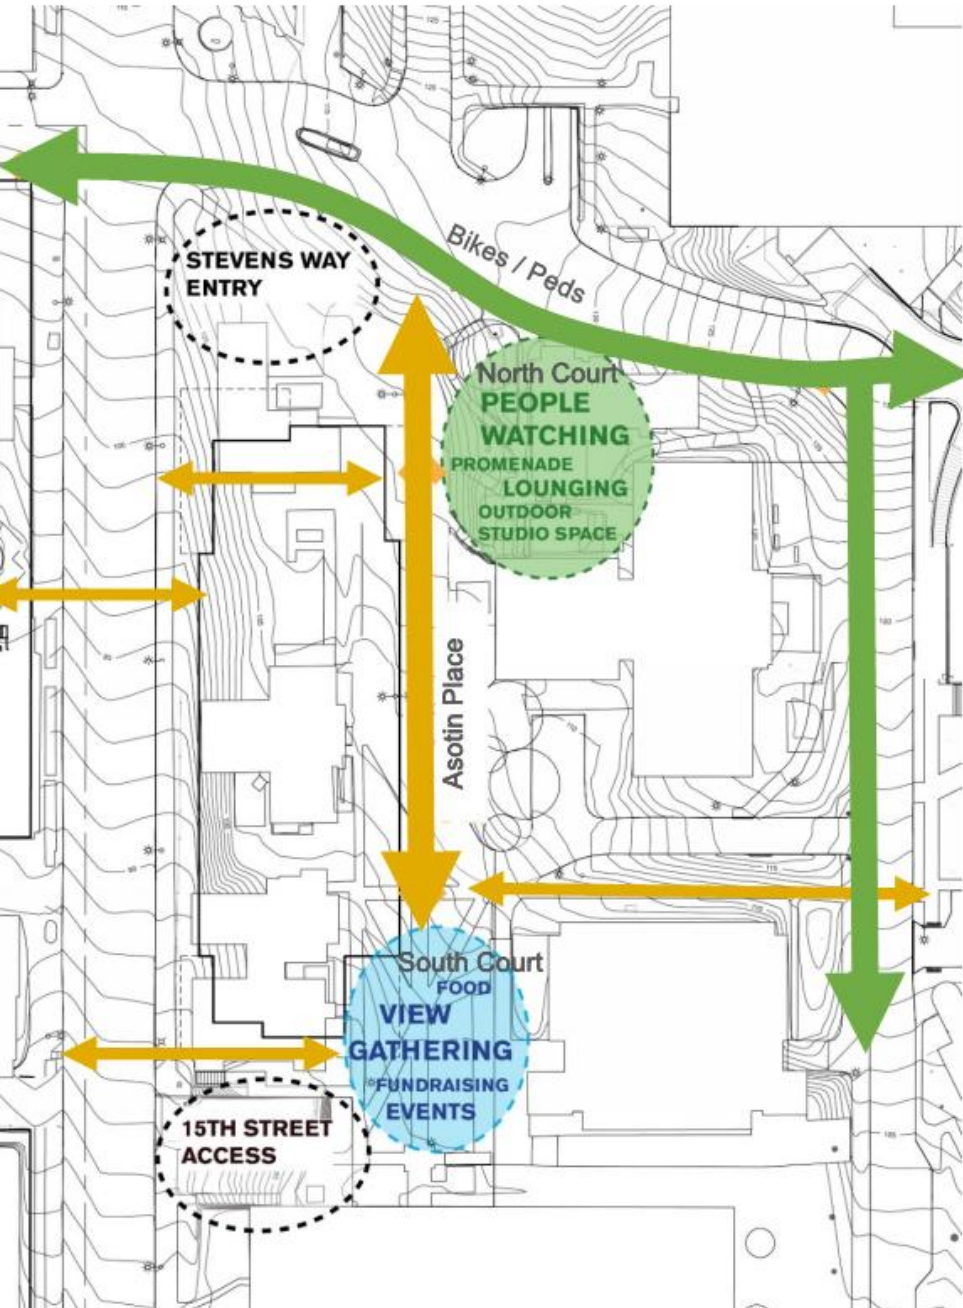 Bikes / Peds
STEVENS WAY
ENTRY
North Court
PEOPLE
WATCHING
PROMENADE
LOUNGING
OUTDOOR
STUDIO SPACE
Asotin Place
South Court
FOOD
VIEW
GATHERING
FUNDRAISING
EVENTS
15TH STREET
ACCESS